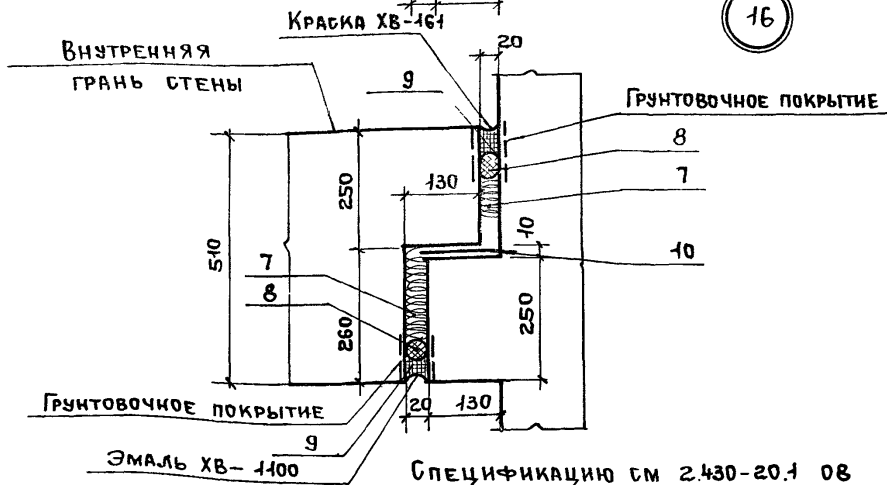 16
Краска ХВ-161
20
Внутренняя
грань стены
9
Грунтовочное покрытие
8
7
130
250
510
10
10
7
8
260
250
Грунтовочное покрытие
20
130
9
Эмаль ХВ-1100
Спецификацию см 2.430-20.1 08